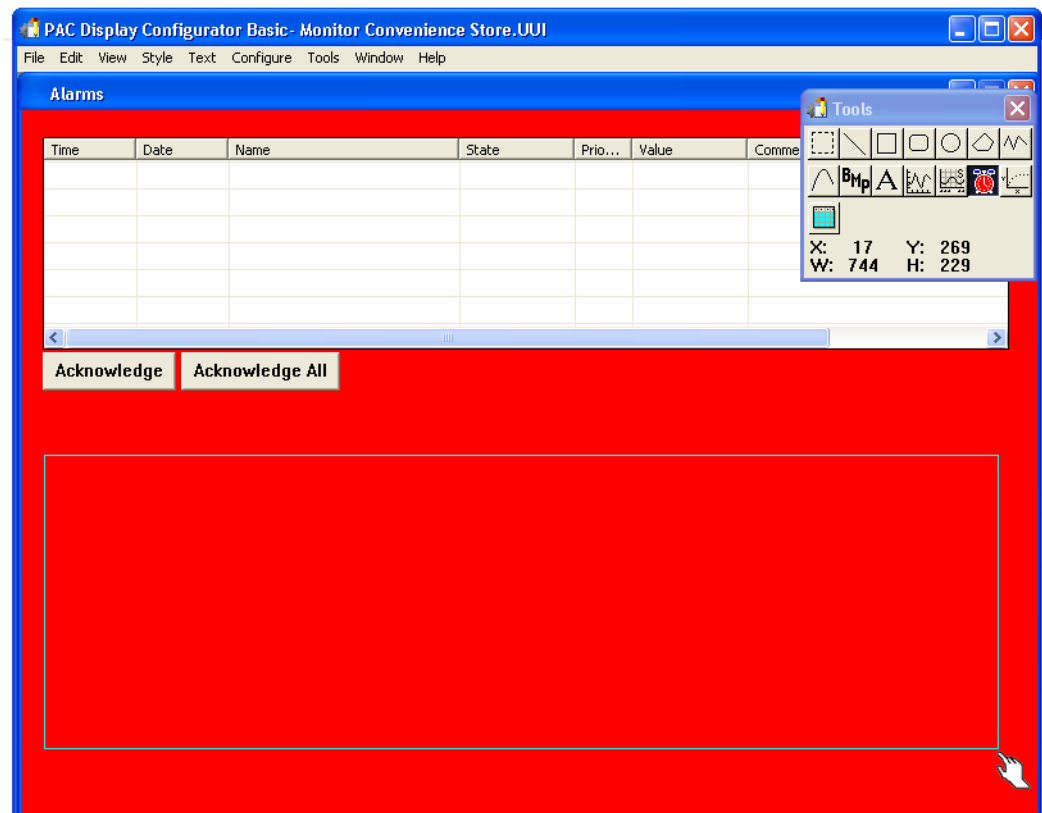 PAC Display Configurator Basic- Monitor Convenience Store.UUI
File Edit View Style Text Configure Tools Window Help
Alarms
Tools
Time Date Name State Prio... Value Comme
BMp A
X: 17 Y: 269
W: 744 H: 229
Acknowledge Acknowledge All